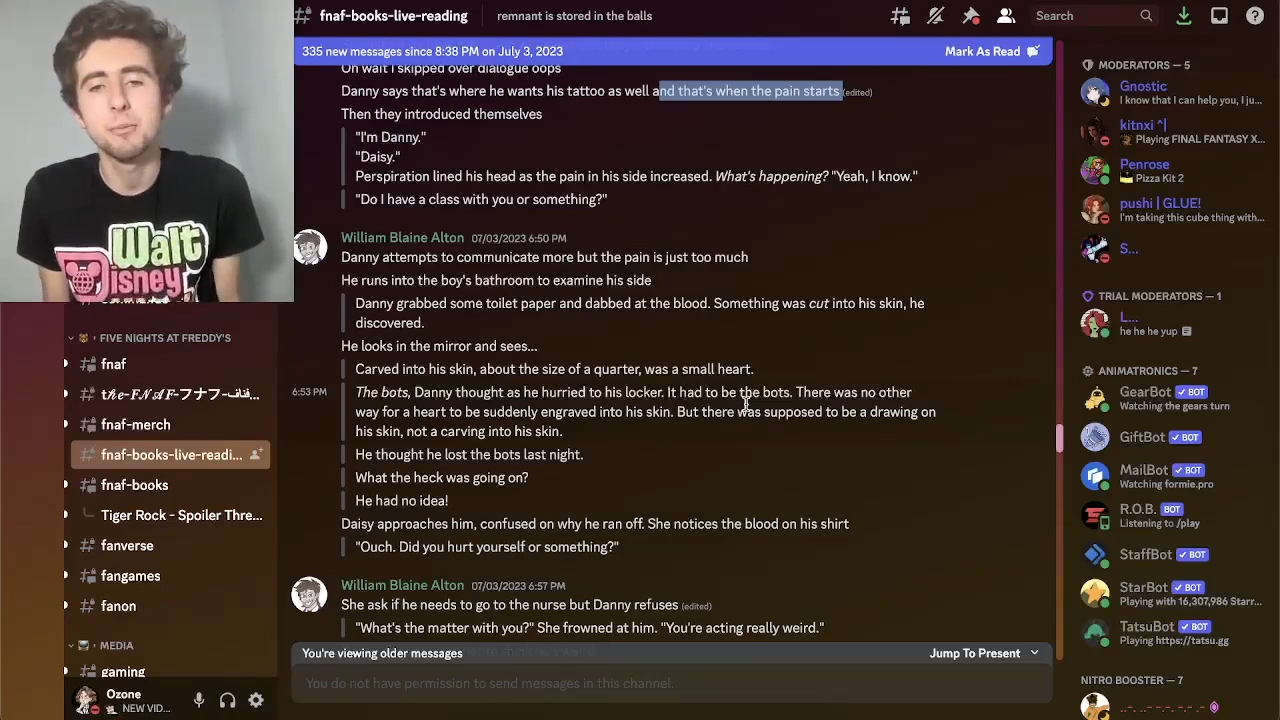 fnaf-books-live-reading
remnant is stored in the balls
Search
335 new messages since 8:38 PM on July 3, 2023
Mark As Read
Oh wait I skipped over dialogue oops
Danny says that's where he wants his tattoo as well and that's when the pain starts (edited)
Then they introduced themselves
"I'm Danny."
"Daisy."
Perspiration lined his head as the pain in his side increased. What's happening? "Yeah, I know."
"Do I have a class with you or something?"
William Blaine Alton 07/03/2023 6:50 PM
Danny attempts to communicate more but the pain is just too much
He runs into the boy's bathroom to examine his side
Danny grabbed some toilet paper and dabbed at the blood. Something was cut into his skin, he
discovered.
He looks in the mirror and sees...
Carved into his skin, about the size of a quarter, was a small heart.
6:53 PM
The bots, Danny thought as he hurried to his locker. It had to be the bots. There was no other
way for a heart to be suddenly engraved into his skin. But there was supposed to be a drawing on
his skin, not a carving into his skin.
He thought he lost the bots last night.
What the heck was going on?
He had no idea!
Daisy approaches him, confused on why he ran off. She notices the blood on his shirt
"Ouch. Did you hurt yourself or something?"
William Blaine Alton 07/03/2023 6:57 PM
She ask if he needs to go to the nurse but Danny refuses (edited)
"What's the matter with you?" She frowned at him. "You're acting really weird."
You're viewing older messages
Jump To Present
You do not have permission to send messages in this channel.
Walt
Disney
FIVE NIGHTS AT FREDDY'S
fnaf
fnaf-merch
fnaf-books-live-readi...
fnaf-books
Tiger Rock - Spoiler Thre...
fanverse
fangames
fanon
MEDIA
gaming
Ozone
NEW VID...
MODERATORS — 5
Gnostic
I know that I can help you, I ju...
kitnxi ^|
Playing FINAL FANTASY X...
Penrose
Pizza Kit 2
pushi | GLUE!
I'm taking this cube thing with...
S...
TRIAL MODERATORS — 1
L...
he he he yup
ANIMATRONICS — 7
GearBot BOT
Watching the gears turn
GiftBot BOT
MailBot BOT
Watching formie.pro
R.O.B. BOT
Listening to /play
StaffBot BOT
StarBot BOT
Playing with 16,307,986 Starr...
TatsuBot BOT
Playing https://tatsu.gg
NITRO BOOSTER — 7